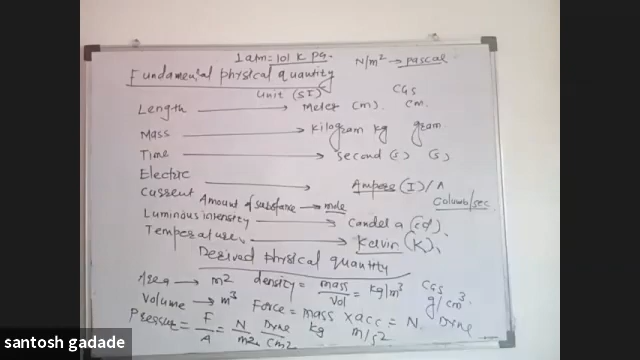 1 atm = 101 K pa.
N/m² → pascal
Fundamental physical quantity
Unit (SI)
CGS
Length → Meter (m). cm.
Mass → kilogram kg gram
Time → second (s) (s)
Electric
Current → Ampere (I)/A
Columb/sec.
Amount of substance → mole
Luminous intensity → Candela (cd).
Temperature → Kelvin (K)
Derived physical quantity
Area → m² density = mass/Vol = kg/m³ CGS g/cm³
Volume → m³ Force = mass x acc = N. Dyne
Pressure = F/A = N/m² Dyne/cm² kg m/s²
santosh gadade